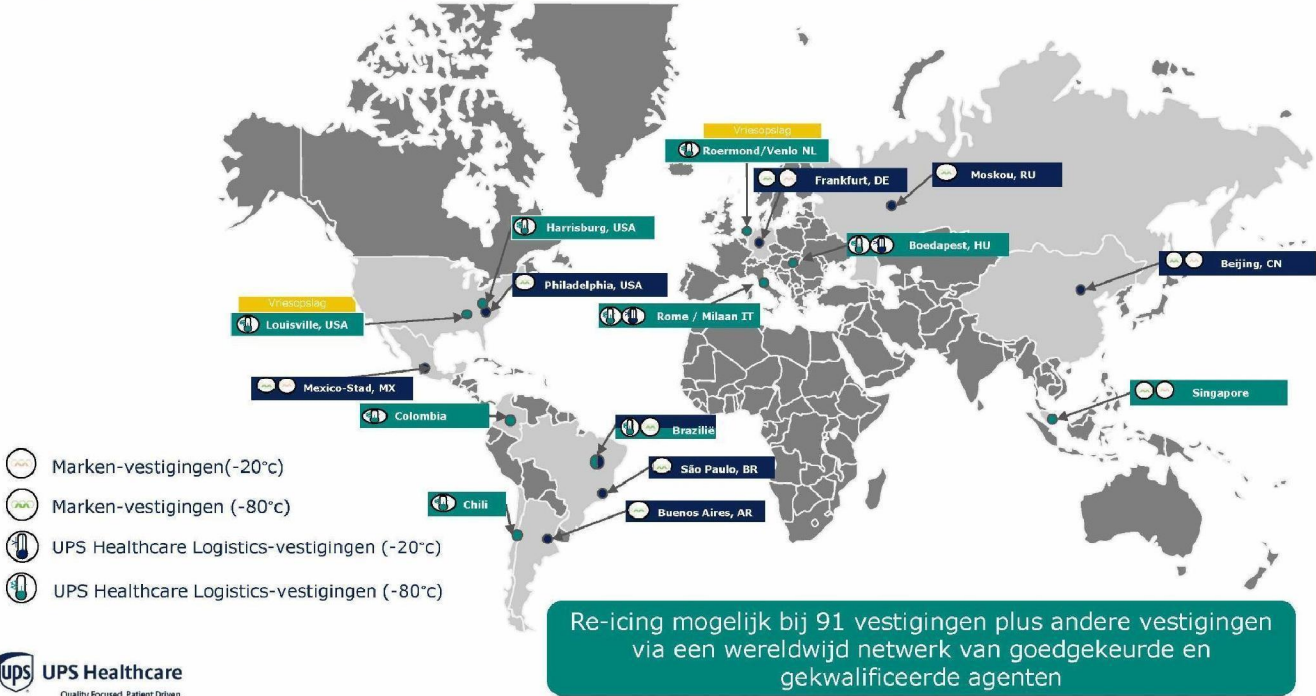 Vriesopslag
Roermond/Venlo NL
Frankfurt, DE
Moskou, RU
Harrisburg, USA
Boedapest, HU
Beijing, CN
Philadelphia, USA
Vriesopslag
Louisville, USA
Rome / Milaan IT
Mexico-Stad, MX
Singapore
Colombia
Brazilië
São Paulo, BR
Chili
Buenos Aires, AR
Marken-vestigingen(-20°c)
Marken-vestigingen (-80°c)
UPS Healthcare Logistics-vestigingen (-20°c)
UPS Healthcare Logistics-vestigingen (-80°c)
Re-icing mogelijk bij 91 vestigingen plus andere vestigingen
via een wereldwijd netwerk van goedgekeurde en
gekwalificeerde agenten
ups UPS Healthcare
Quality Focused. Patient Driven